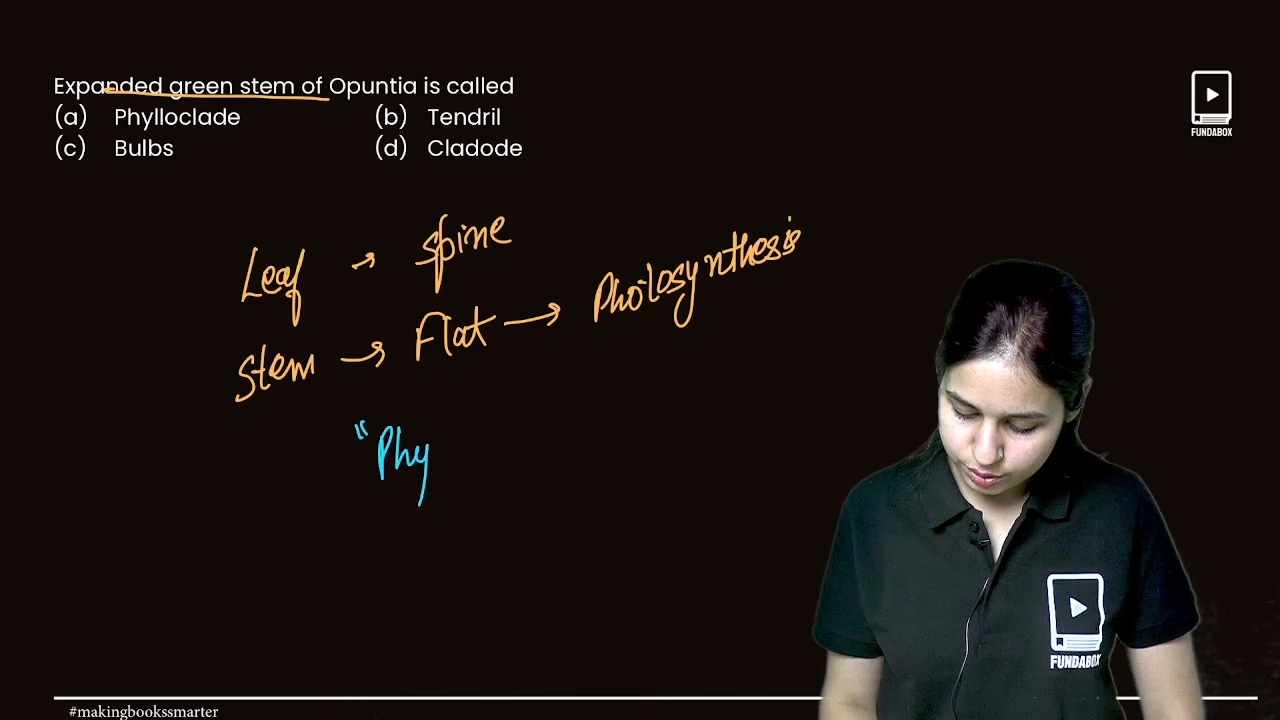 Expanded green stem of Opuntia is called
(a) Phylloclade (b) Tendril
(c) Bulbs (d) Cladode
FUNDABOX
Leaf → Spine
Stem → Flat → Photosynthesis
"Phy
FUNDABOX
#makingbookssmarter